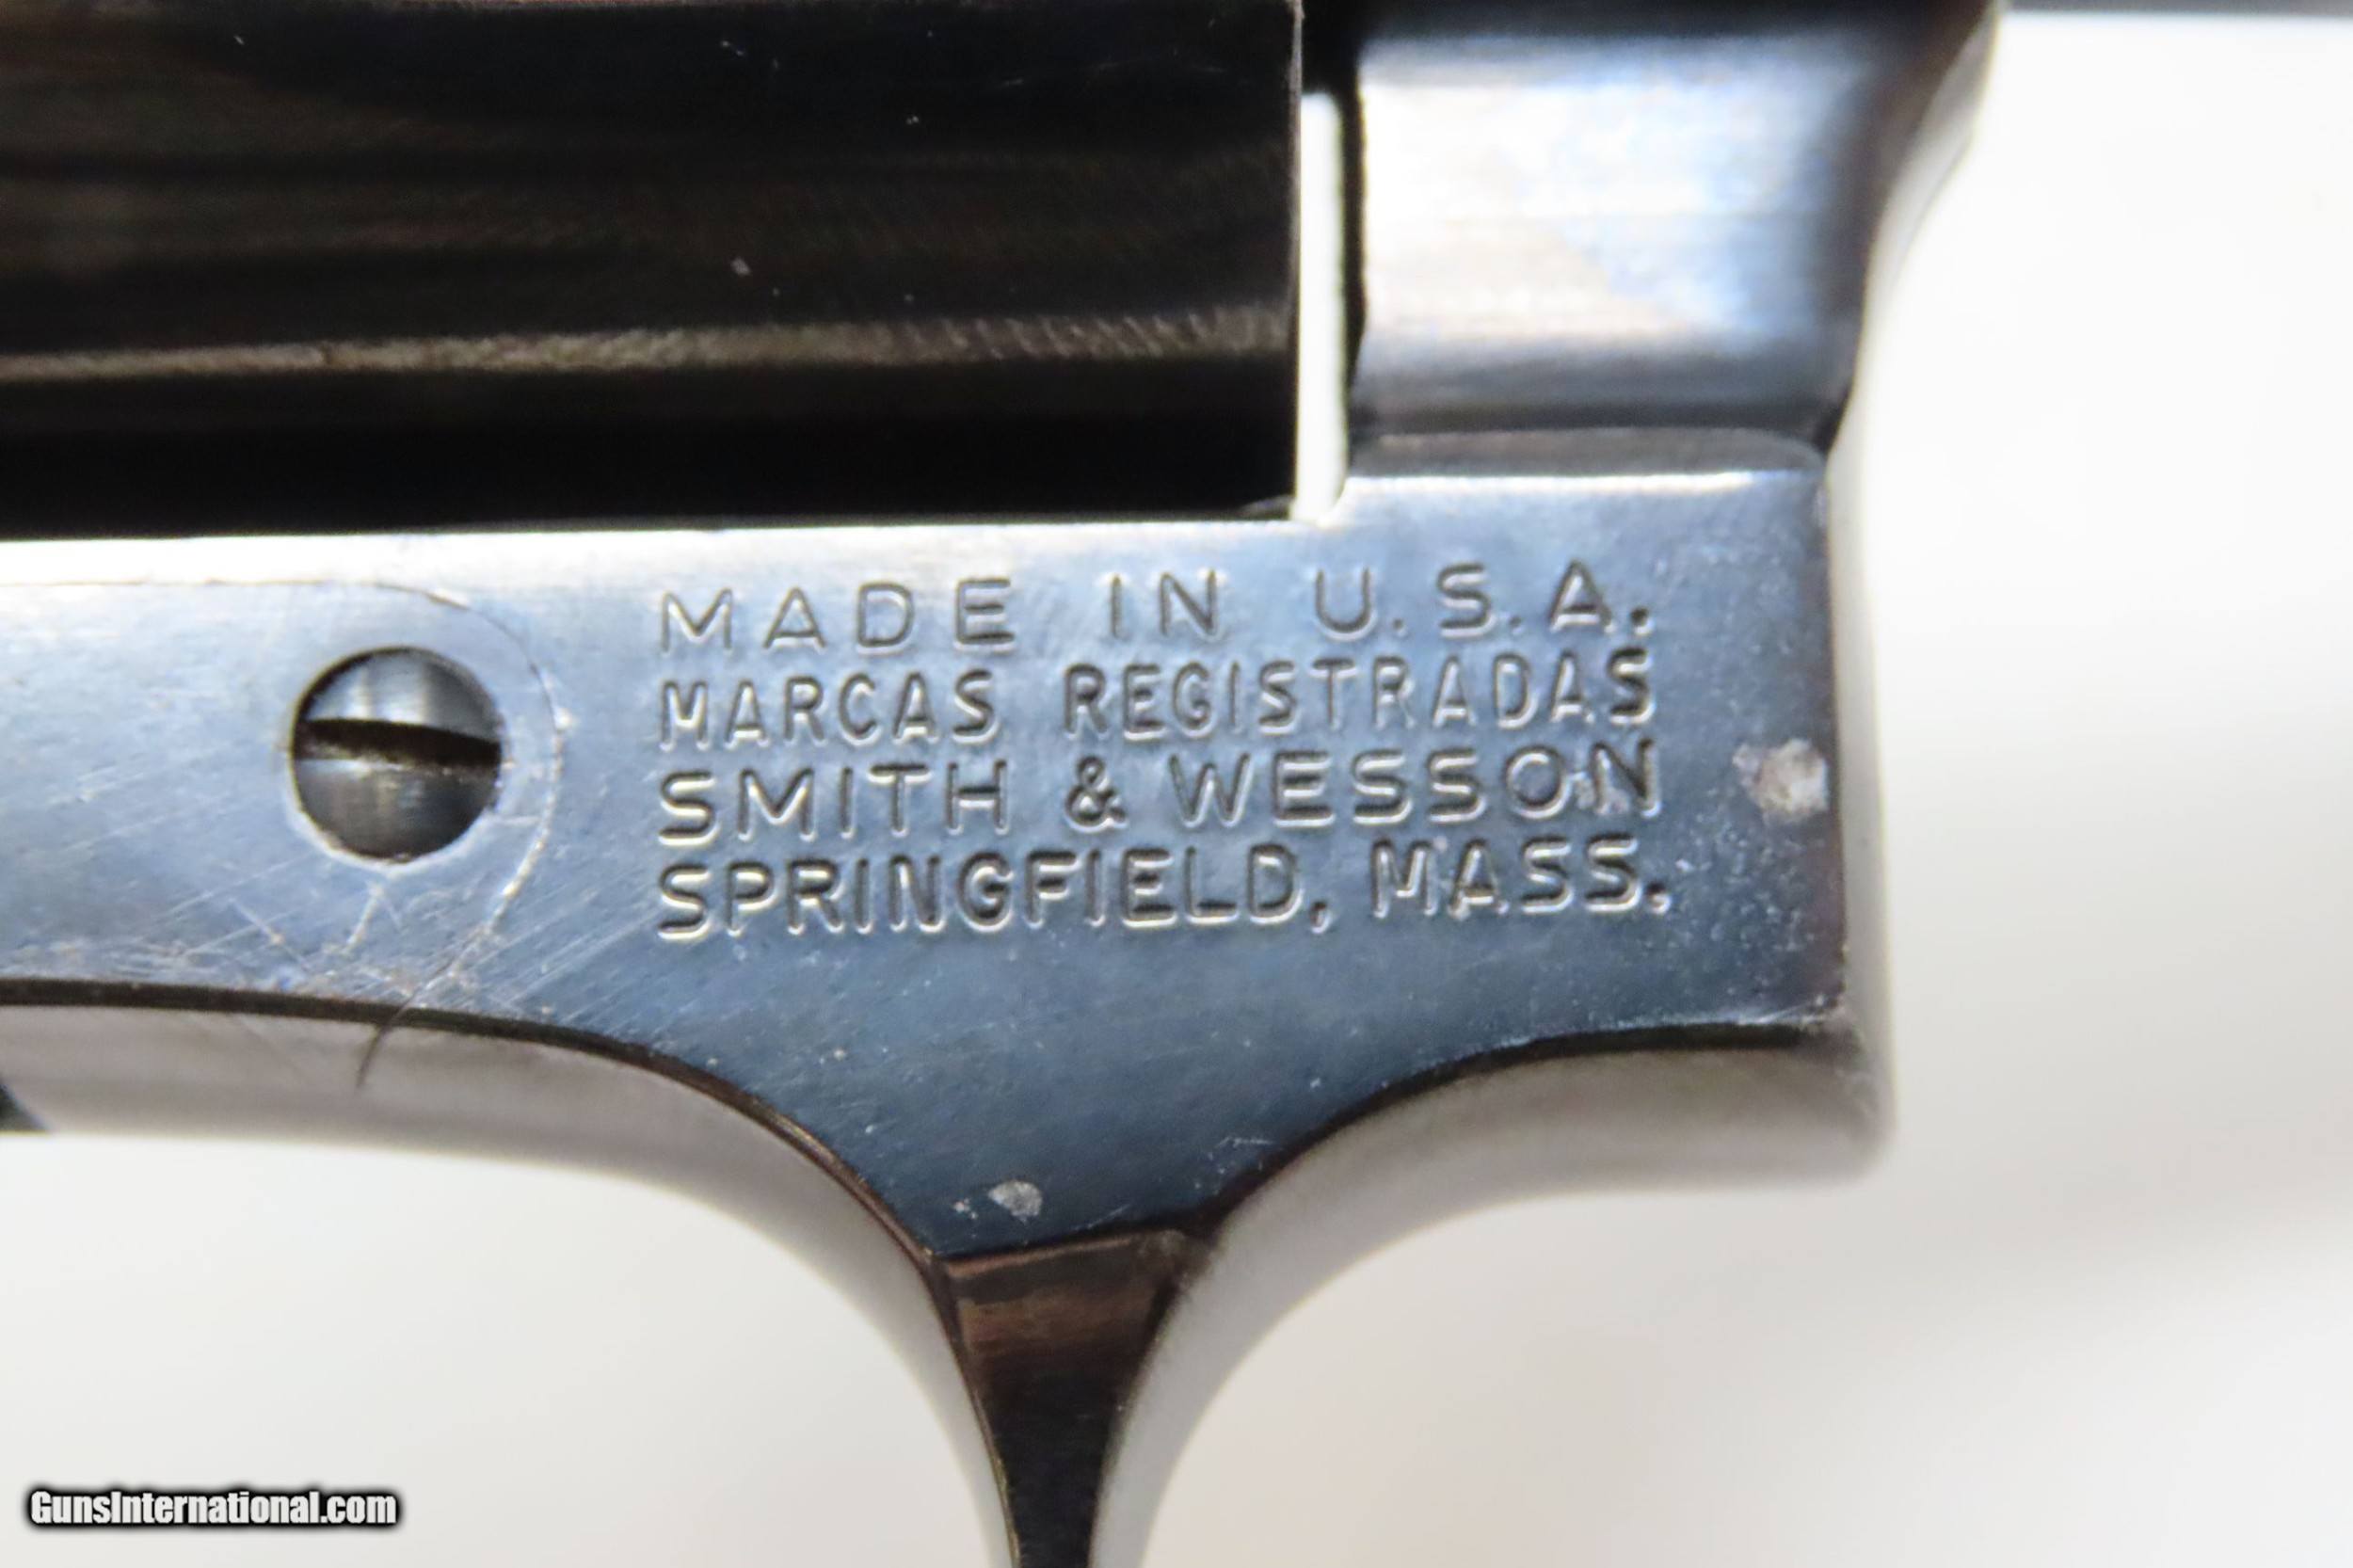 MADE IN U.S.A.
MARCAS REGISTRADAS
SMITH & WESSON
SPRINGFIELD, MASS.
GunsInternational.com